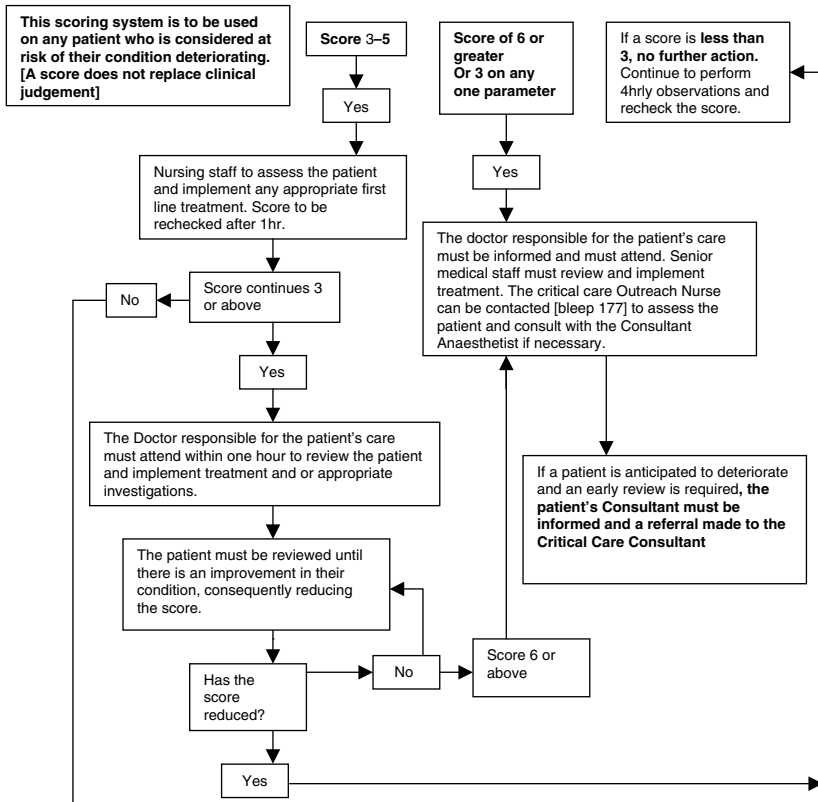 This scoring system is to be used
on any patient who is considered at
risk of their condition deteriorating.
[A score does not replace clinical
judgement]
Score 3–5
Score of 6 or
greater
Or 3 on any
one parameter
If a score is less than
3, no further action.
Continue to perform
4hrly observations and
recheck the score.
Yes
Yes
Nursing staff to assess the patient
and implement any appropriate first
line treatment. Score to be
rechecked after 1hr.
The doctor responsible for the patient's care
must be informed and must attend. Senior
medical staff must review and implement
treatment. The critical care Outreach Nurse
can be contacted [bleep 177] to assess the
patient and consult with the Consultant
Anaesthetist if necessary.
No
Score continues 3
or above
Yes
The Doctor responsible for the patient's care
must attend within one hour to review the patient
and implement treatment and or appropriate
investigations.
If a patient is anticipated to deteriorate
and an early review is required, the
patient's Consultant must be
informed and a referral made to the
Critical Care Consultant
The patient must be reviewed until
there is an improvement in their
condition, consequently reducing
the score.
Has the
score
reduced?
No
Score 6 or
above
Yes